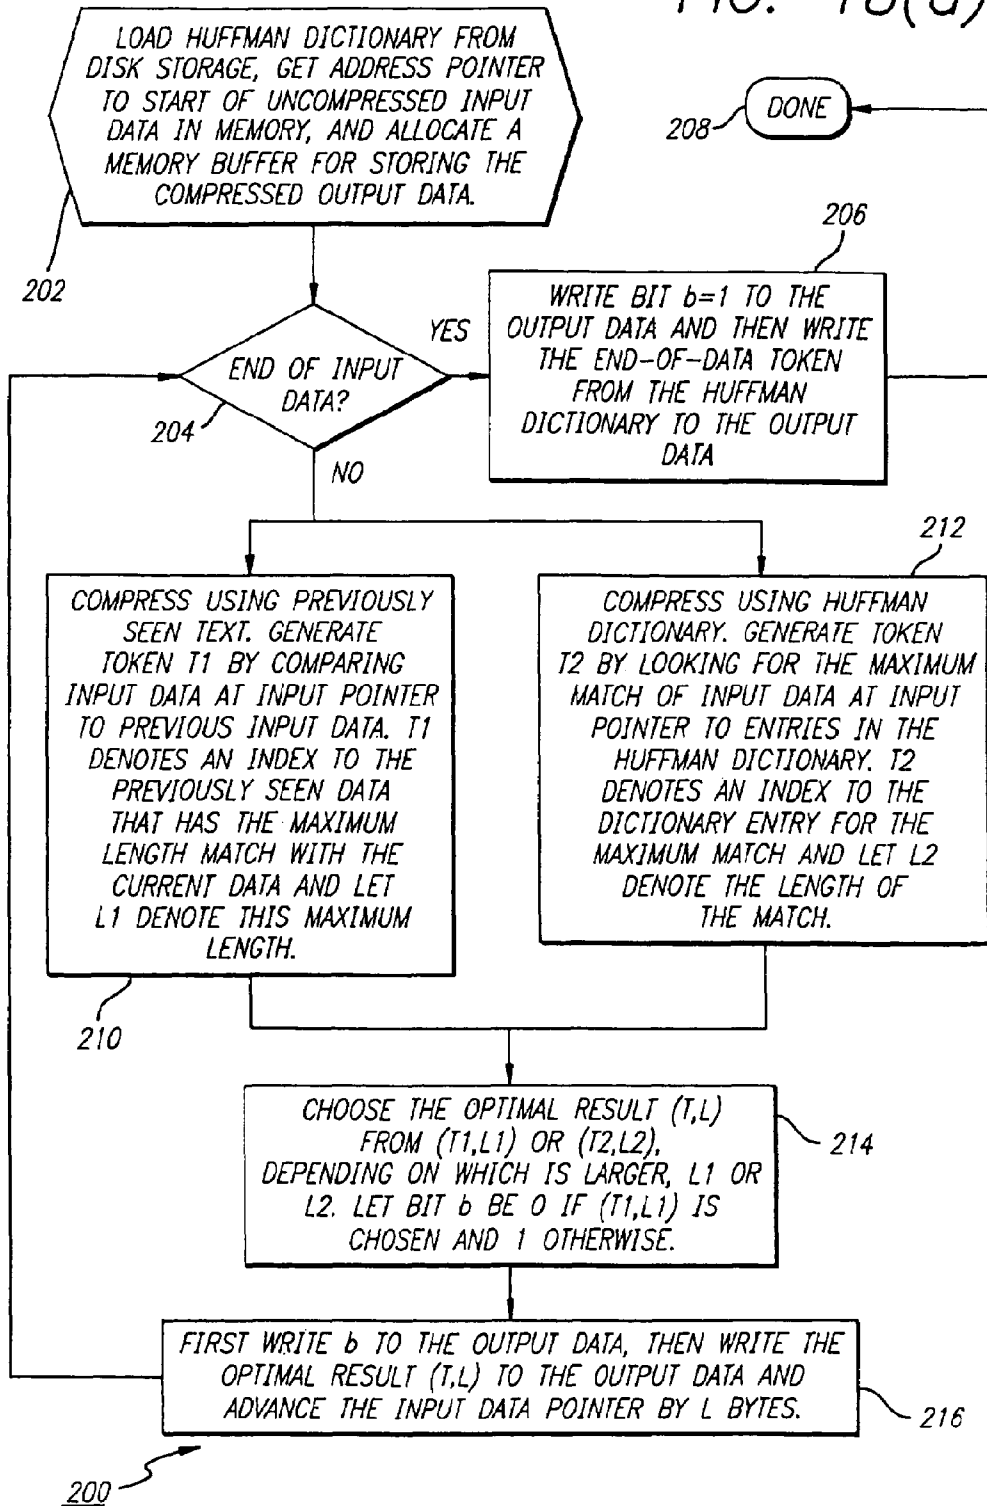 FIG. 18(a)
LOAD HUFFMAN DICTIONARY FROM
DISK STORAGE, GET ADDRESS POINTER
TO START OF UNCOMPRESSED INPUT
DATA IN MEMORY, AND ALLOCATE A
MEMORY BUFFER FOR STORING THE
COMPRESSED OUTPUT DATA.
202
DONE
208
END OF INPUT
DATA?
204
YES
NO
206
WRITE BIT b=1 TO THE
OUTPUT DATA AND THEN WRITE
THE END-OF-DATA TOKEN
FROM THE HUFFMAN
DICTIONARY TO THE OUTPUT
DATA
COMPRESS USING PREVIOUSLY
SEEN TEXT. GENERATE
TOKEN T1 BY COMPARING
INPUT DATA AT INPUT POINTER
TO PREVIOUS INPUT DATA. T1
DENOTES AN INDEX TO THE
PREVIOUSLY SEEN DATA
THAT HAS THE MAXIMUM
LENGTH MATCH WITH THE
CURRENT DATA AND LET
L1 DENOTE THIS MAXIMUM
LENGTH.
210
212
COMPRESS USING HUFFMAN
DICTIONARY. GENERATE TOKEN
T2 BY LOOKING FOR THE MAXIMUM
MATCH OF INPUT DATA AT INPUT
POINTER TO ENTRIES IN THE
HUFFMAN DICTIONARY. T2
DENOTES AN INDEX TO THE
DICTIONARY ENTRY FOR THE
MAXIMUM MATCH AND LET L2
DENOTE THE LENGTH OF
THE MATCH.
CHOOSE THE OPTIMAL RESULT (T,L)
FROM (T1,L1) OR (T2,L2),
DEPENDING ON WHICH IS LARGER, L1 OR
L2. LET BIT b BE 0 IF (T1,L1) IS
CHOSEN AND 1 OTHERWISE.
214
FIRST WRITE b TO THE OUTPUT DATA, THEN WRITE THE
OPTIMAL RESULT (T,L) TO THE OUTPUT DATA AND
ADVANCE THE INPUT DATA POINTER BY L BYTES.
216
200